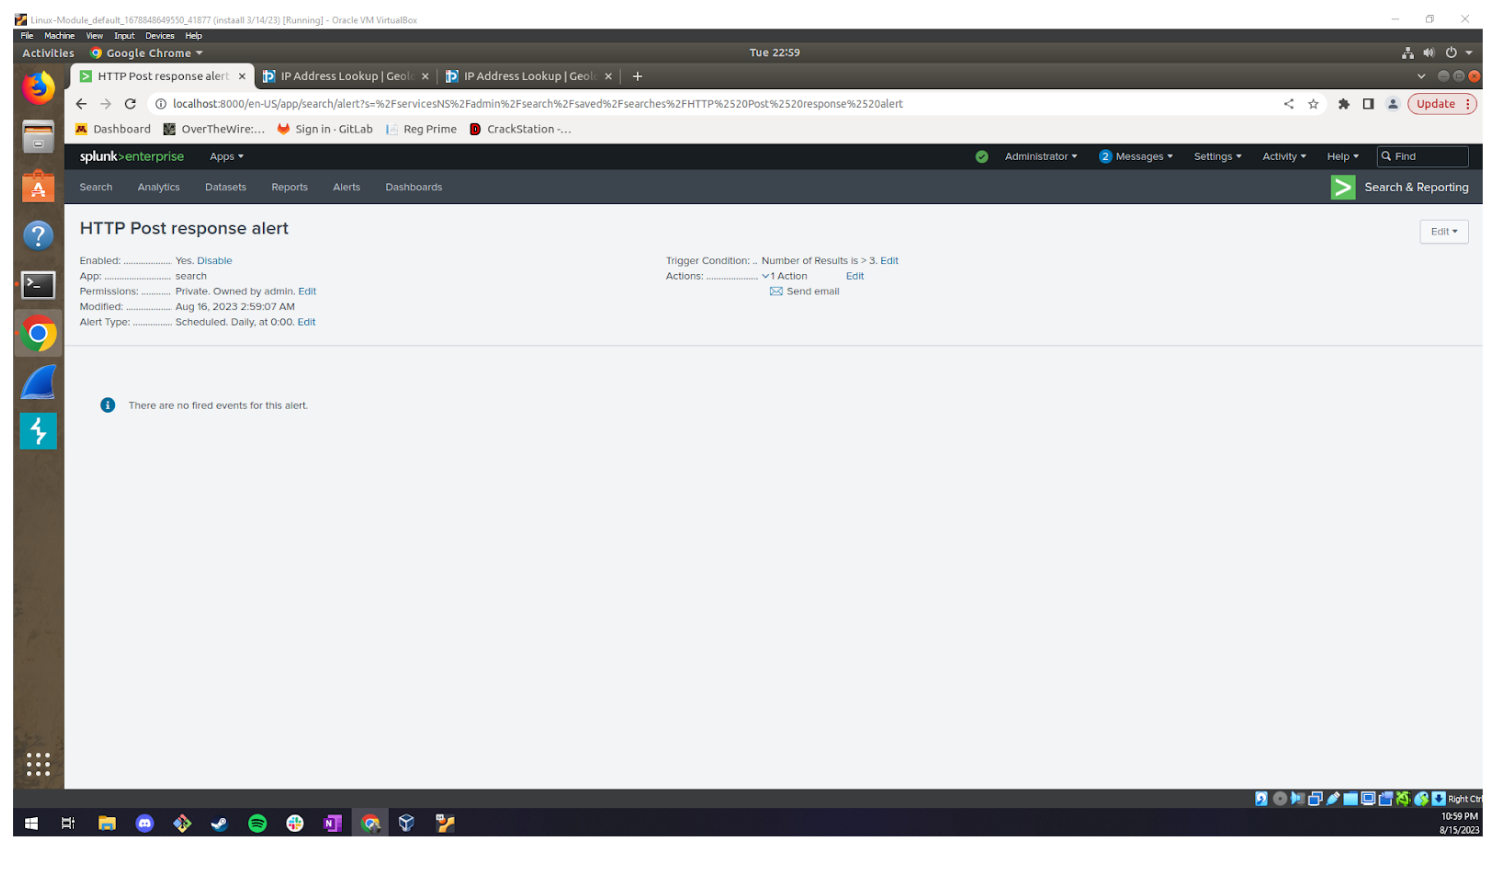 Linux-Module_default_1678848649550_41877 (instaall 3/14/23) [Running] - Oracle VM VirtualBox
File Machine View Input Devices Help
Activities Google Chrome Tue 22:59
HTTP Post response alert IP Address Lookup | Geolo IP Address Lookup | Geolo
localhost:8000/en-US/app/search/alert?s=%2FservicesNS%2Fadmin%2Fsearch%2Fsaved%2Fsearches%2FHTTP%2520Post%2520response%2520alert Update
Dashboard OverTheWire:... Sign in · GitLab Reg Prime CrackStation -...
splunk>enterprise Apps Administrator 2 Messages Settings Activity Help Find
Search Analytics Datasets Reports Alerts Dashboards Search & Reporting
HTTP Post response alert Edit
Enabled: .................. Yes. Disable Trigger Condition: .. Number of Results is > 3. Edit
App: ......................... search Actions: .................... 1 Action Edit
Permissions: ........... Private. Owned by admin. Edit Send email
Modified: ................. Aug 16, 2023 2:59:07 AM
Alert Type: ............... Scheduled. Daily, at 0:00. Edit
There are no fired events for this alert.
Right Ctrl
10:59 PM
8/15/2023